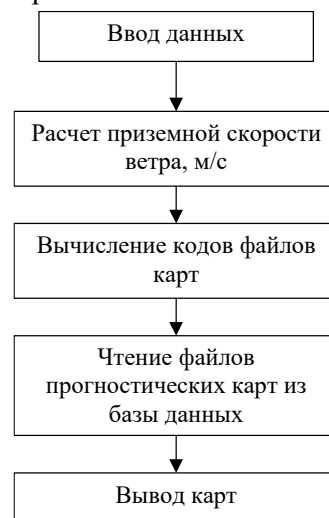 Ввод данных
Расчет приземной скорости
ветра, м/с
Вычисление кодов файлов
карт
Чтение файлов
прогностических карт из
базы данных
Вывод карт